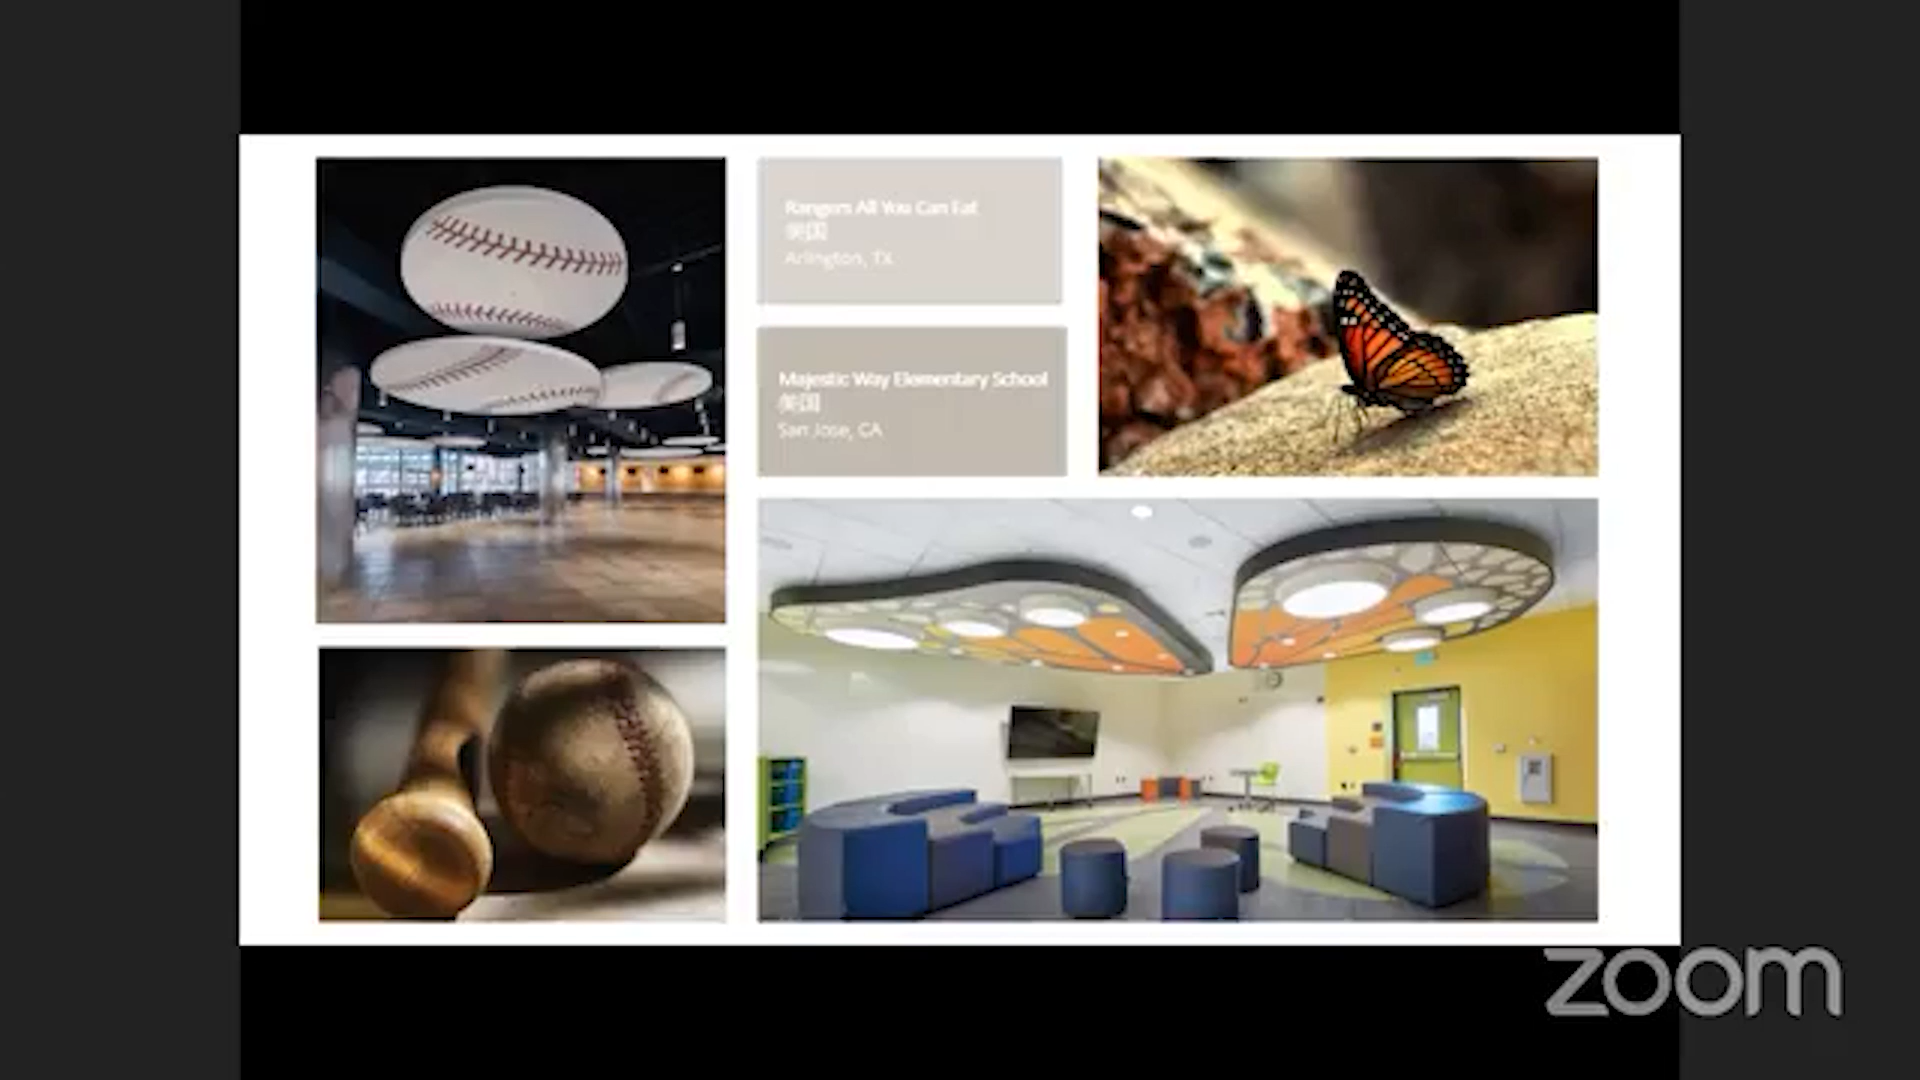 Rangers All You Can Eat
美国
Arlington, TX
Majestic Way Elementary School
美国
San Jose, CA
zoom